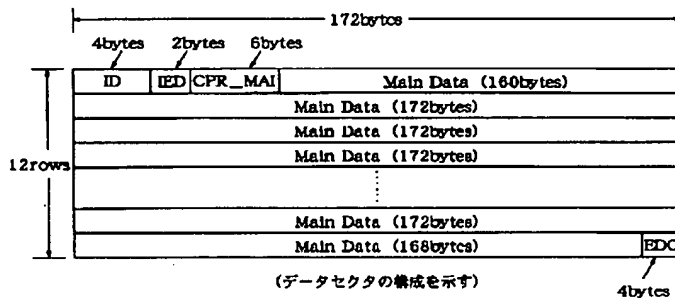 172bytes
4bytes 2bytes 6bytes
ID IED CPR_MAI Main Data (160bytes)
Main Data (172bytes)
Main Data (172bytes)
Main Data (172bytes)
12rows
Main Data (172bytes)
Main Data (168bytes) EDC
(データセクタの構成を示す)
4bytes